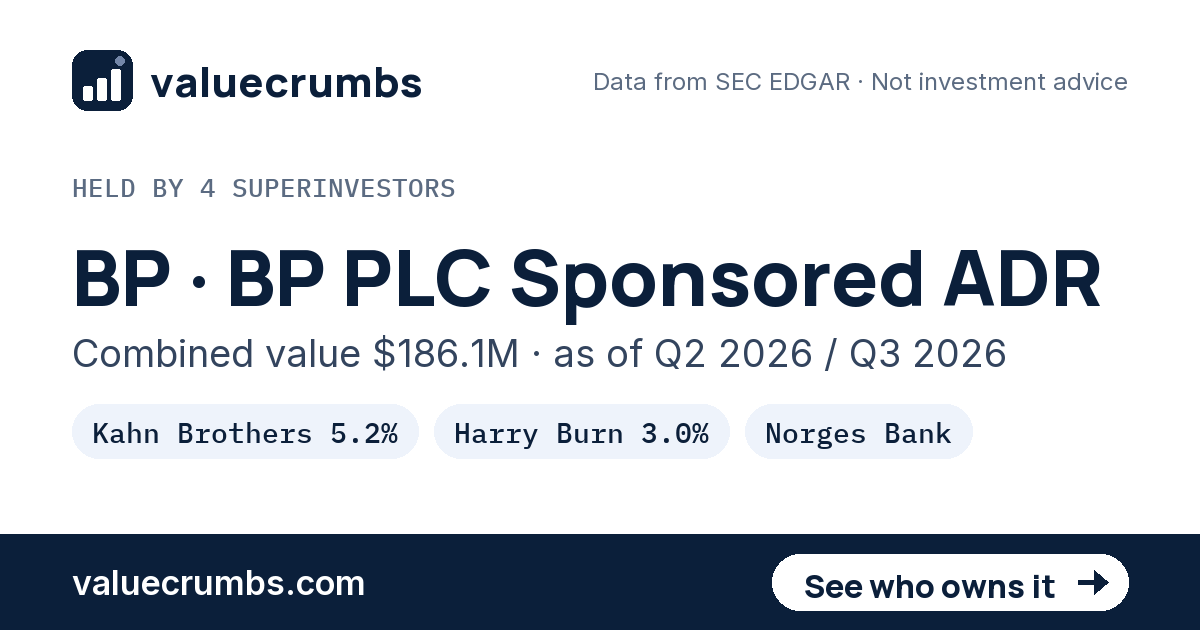 valuecrumbs
Data from SEC EDGAR · Not investment advice
HELD BY 4 SUPERINVESTORS
BP · BP PLC Sponsored ADR
Combined value $186.1M · as of Q2 2026 / Q3 2026
Kahn Brothers 5.2% Harry Burn 3.0% Norges Bank
valuecrumbs.com
See who owns it →